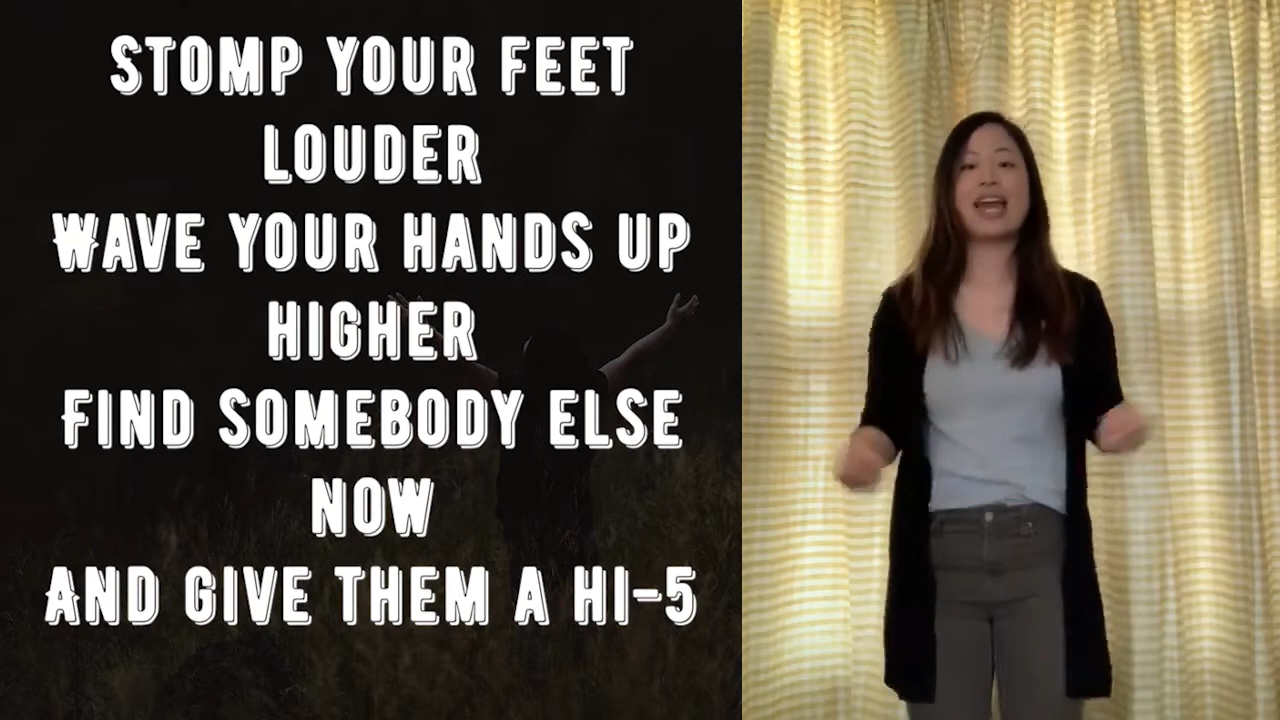 STOMP YOUR FEET
LOUDER
WAVE YOUR HANDS UP
HIGHER
FIND SOMEBODY ELSE
NOW
AND GIVE THEM A HI-5